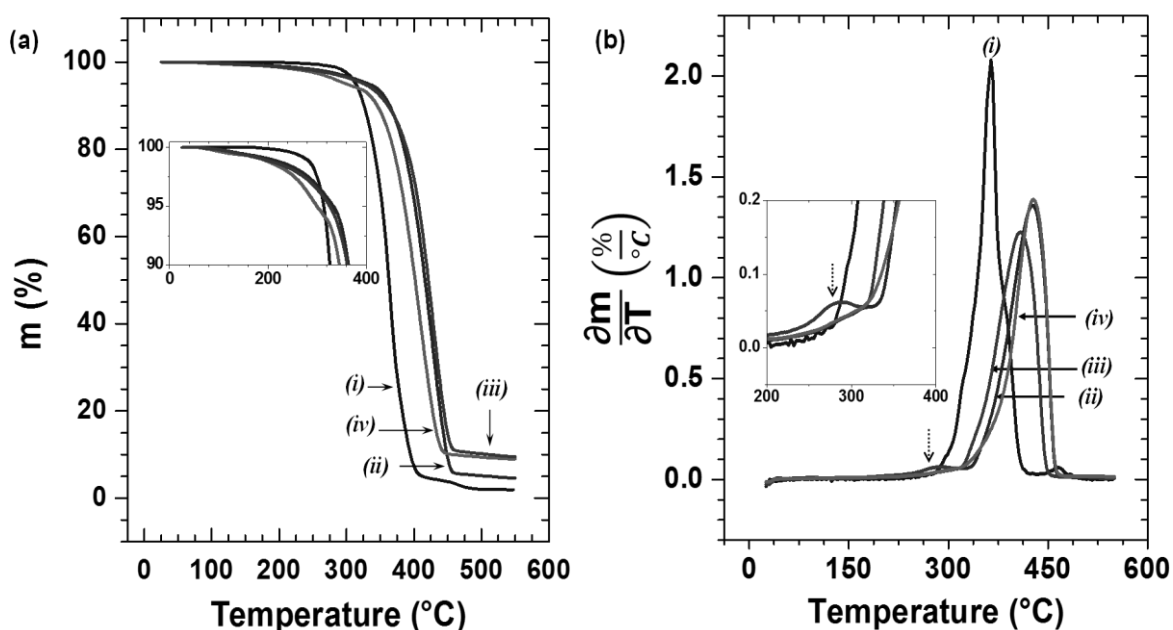 (a)
100
80
60
40
20
0
m (%)
100
95
90
0
200
400
(i)
(iii)
(iv)
(ii)
0 100 200 300 400 500 600
Temperature (°C)
(b)
(i)
2.0
1.5
1.0
0.5
0.0
∂m/∂T (%/°C)
0.2
0.1
0.0
200 300 400
(iv)
(iii)
(ii)
0 150 300 450 600
Temperature (°C)